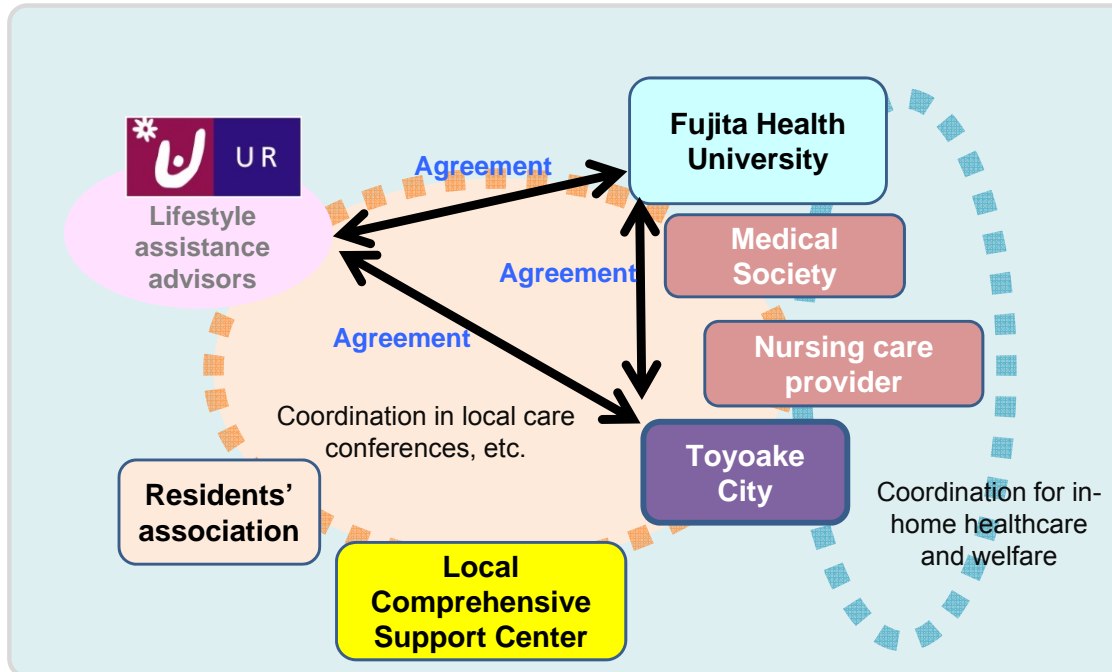 Fujita Health
University
UR
Agreement
Lifestyle
assistance
advisors
Medical
Society
Agreement
Agreement
Nursing care
provider
Coordination in local care
conferences, etc.
Toyoake
City
Residents’
association
Coordination for in-
home healthcare
and welfare
Local
Comprehensive
Support Center